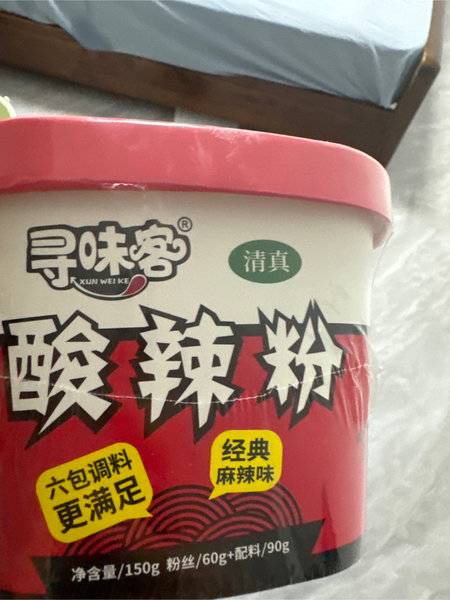 寻味客®
XUN WEI KE
清真
酸辣粉
六包调料
更满足
经典
麻辣味
净含量/150g 粉丝/60g+配料/90g